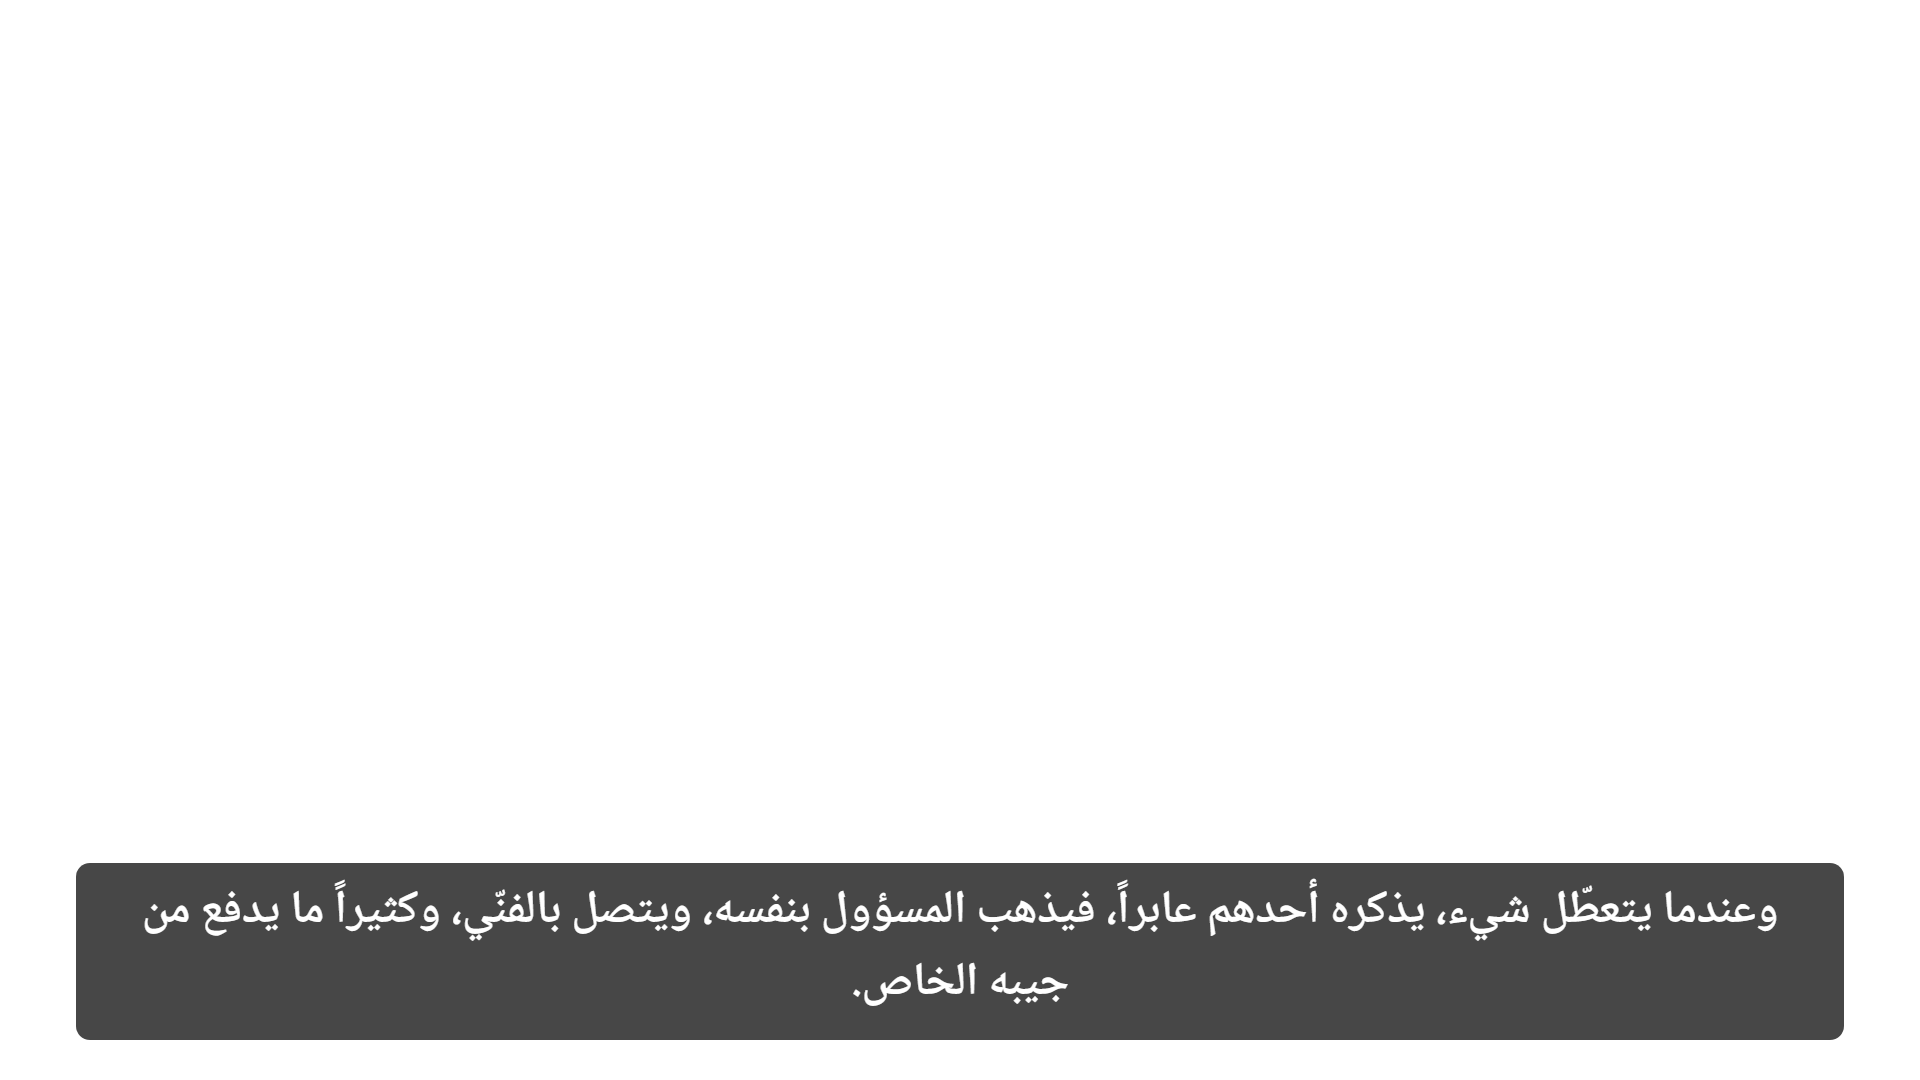 وعندما يتعطّل شيء، يذكره أحدهم عابراً، فيذهب المسؤول بنفسه، ويتصل بالفنّي، وكثيراً ما يدفع من
جيبه الخاص.